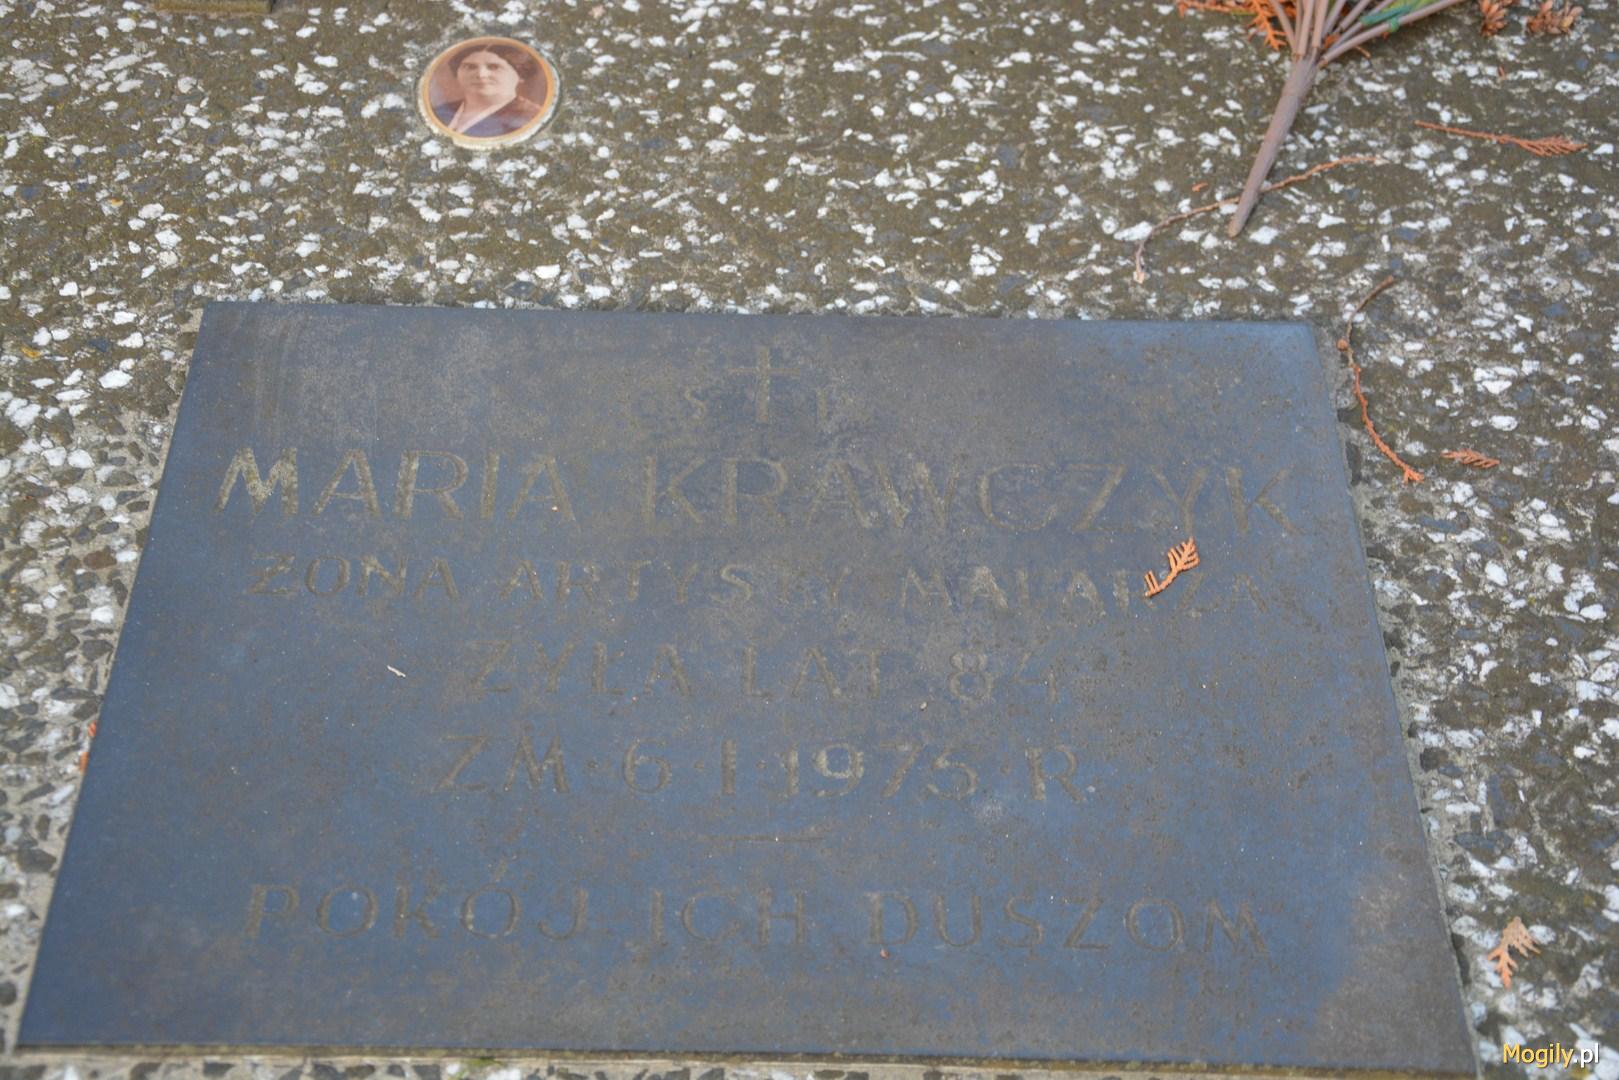 Ś † P
MARIA KRAWCZYK
ŻONA ARTYSTY MALARZA
ŻYŁA LAT 84
ZM·6·I·1975·R.
POKÓJ ICH DUSZOM
Mogily.pl